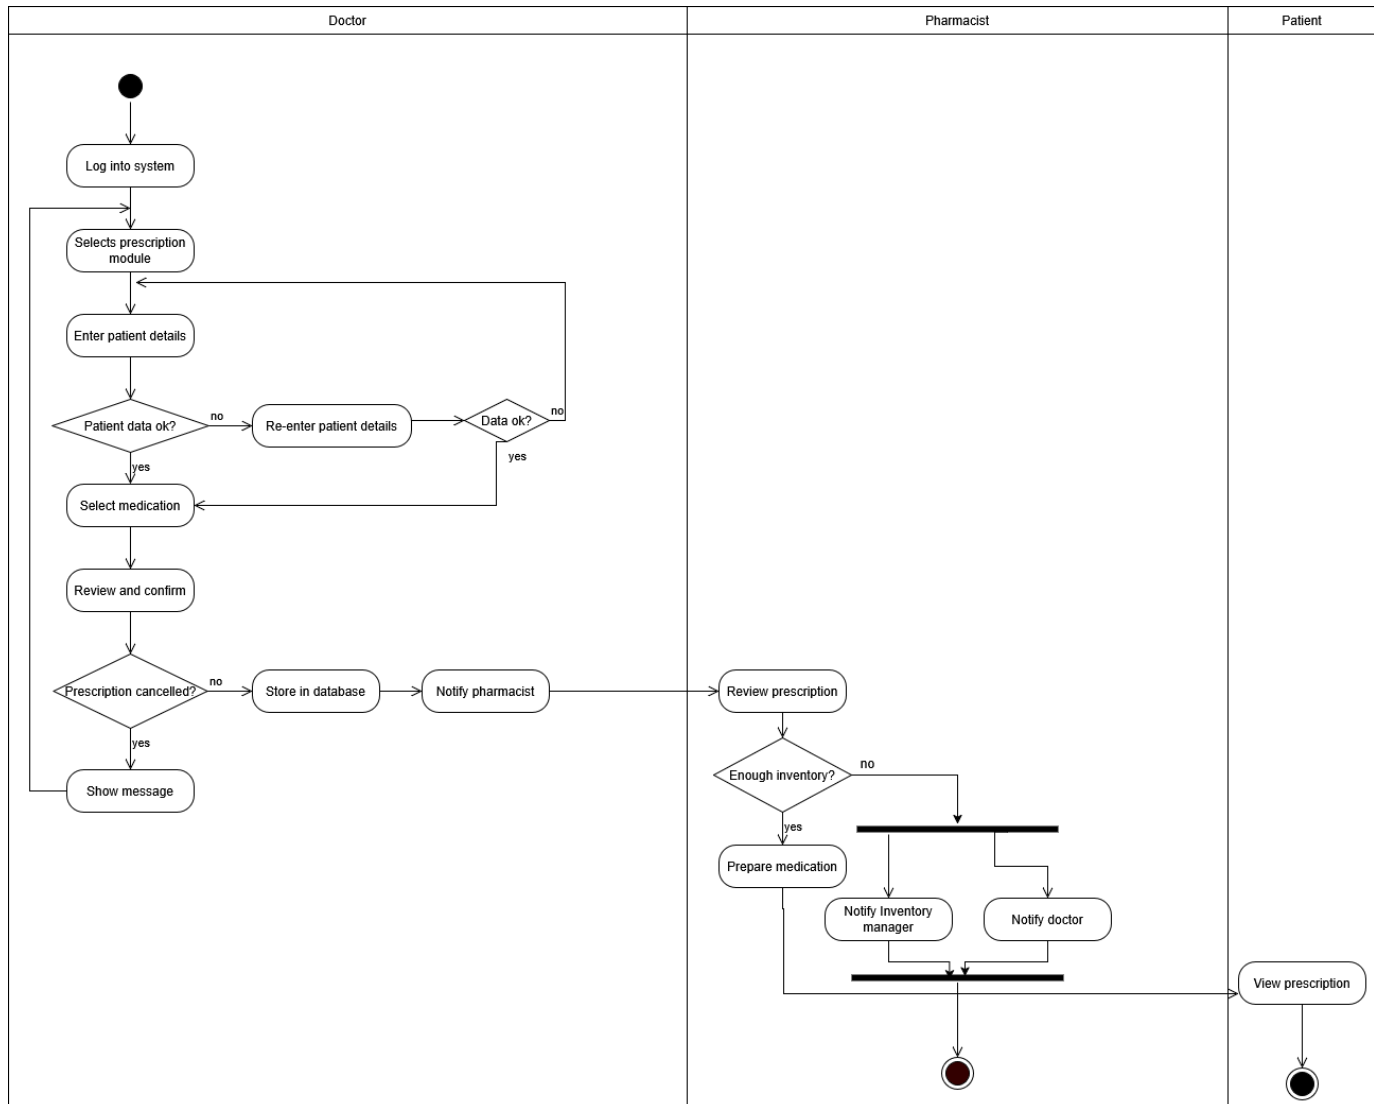 Doctor
Pharmacist
Patient
Log into system
Selects prescription
module
Enter patient details
Patient data ok?
no
Re-enter patient details
Data ok?
no
yes
yes
Select medication
Review and confirm
Prescription cancelled?
no
Store in database
Notify pharmacist
yes
Show message
Review prescription
Enough inventory?
no
yes
Prepare medication
Notify Inventory
manager
Notify doctor
View prescription